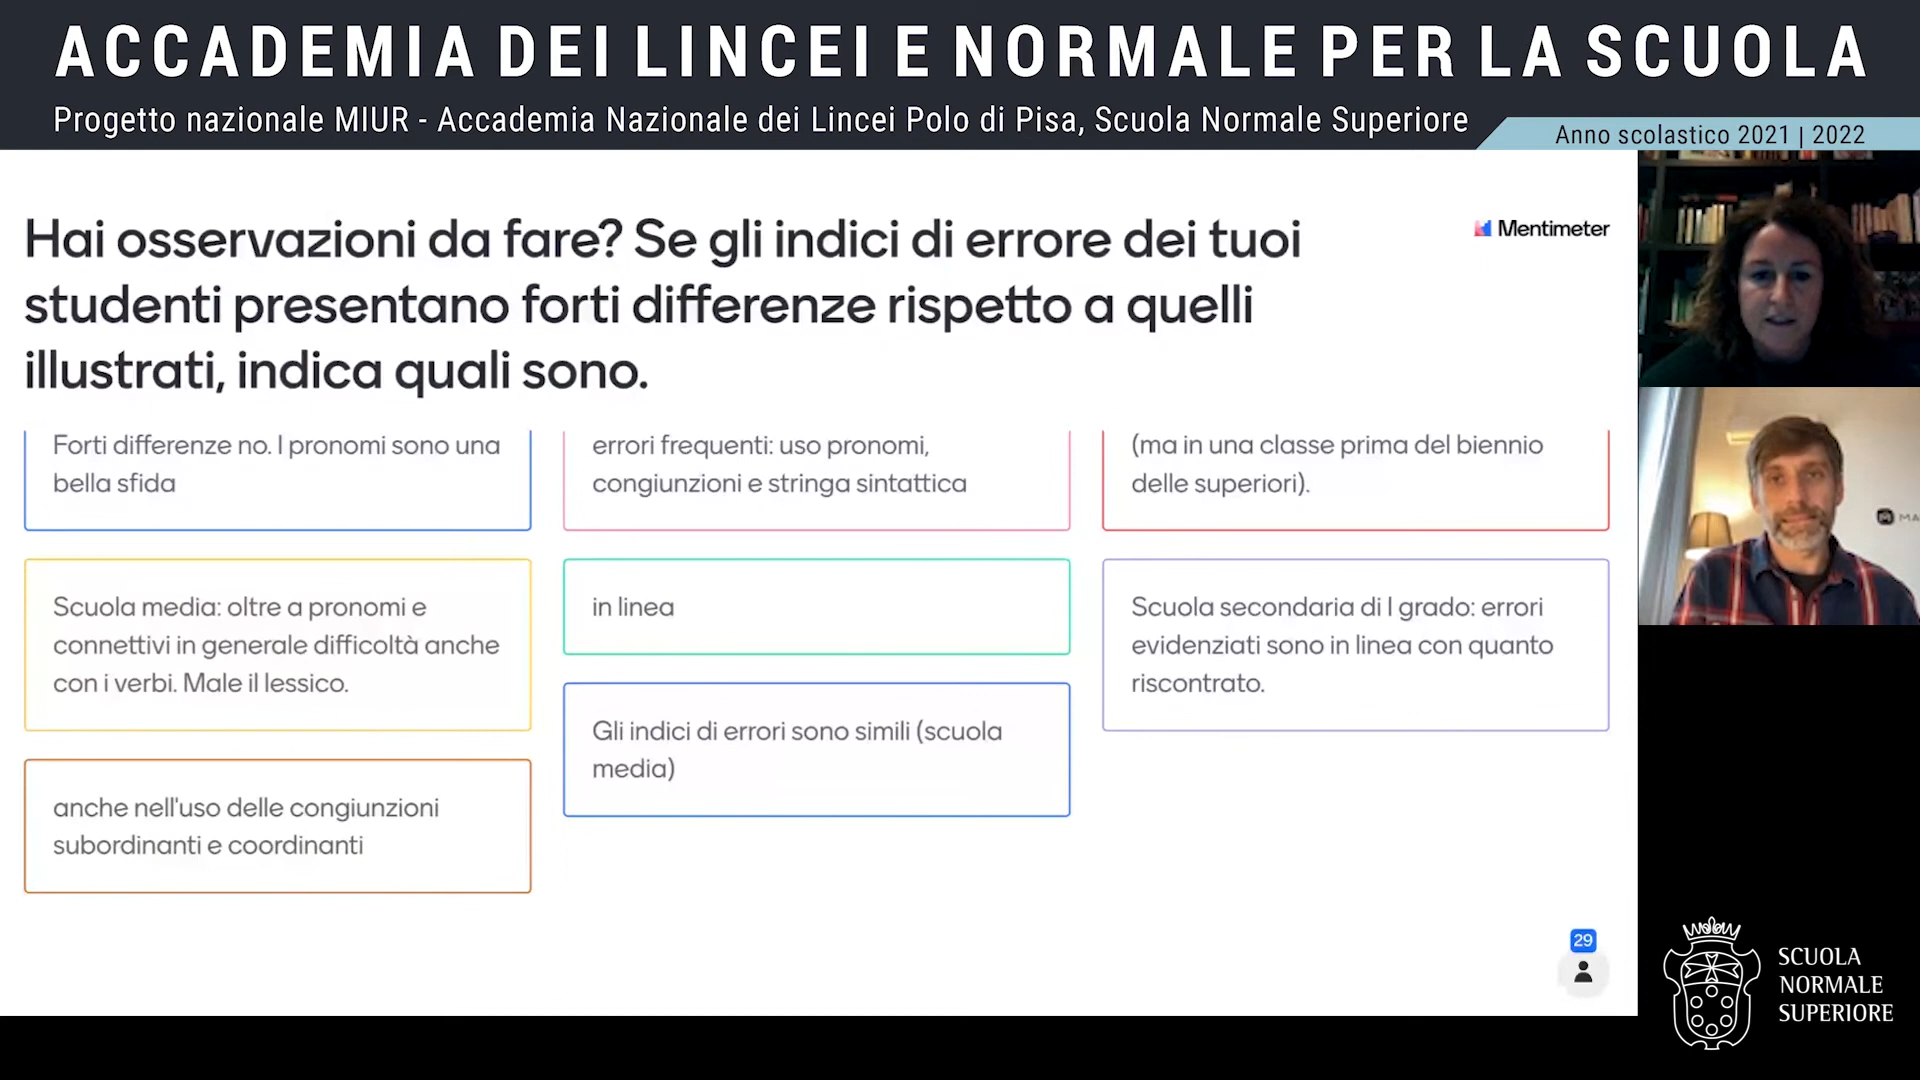 ACCADEMIA DEI LINCEI E NORMALE PER LA SCUOLA
Progetto nazionale MIUR - Accademia Nazionale dei Lincei Polo di Pisa, Scuola Normale Superiore
Anno scolastico 2021 | 2022
Hai osservazioni da fare? Se gli indici di errore dei tuoi
studenti presentano forti differenze rispetto a quelli
illustrati, indica quali sono.
Mentimeter
Forti differenze no. I pronomi sono una
bella sfida
errori frequenti: uso pronomi,
congiunzioni e stringa sintattica
(ma in una classe prima del biennio
delle superiori).
Scuola media: oltre a pronomi e
connettivi in generale difficoltà anche
con i verbi. Male il lessico.
in linea
Scuola secondaria di I grado: errori
evidenziati sono in linea con quanto
riscontrato.
Gli indici di errori sono simili (scuola
media)
anche nell'uso delle congiunzioni
subordinanti e coordinanti
29
SCUOLA
NORMALE
SUPERIORE